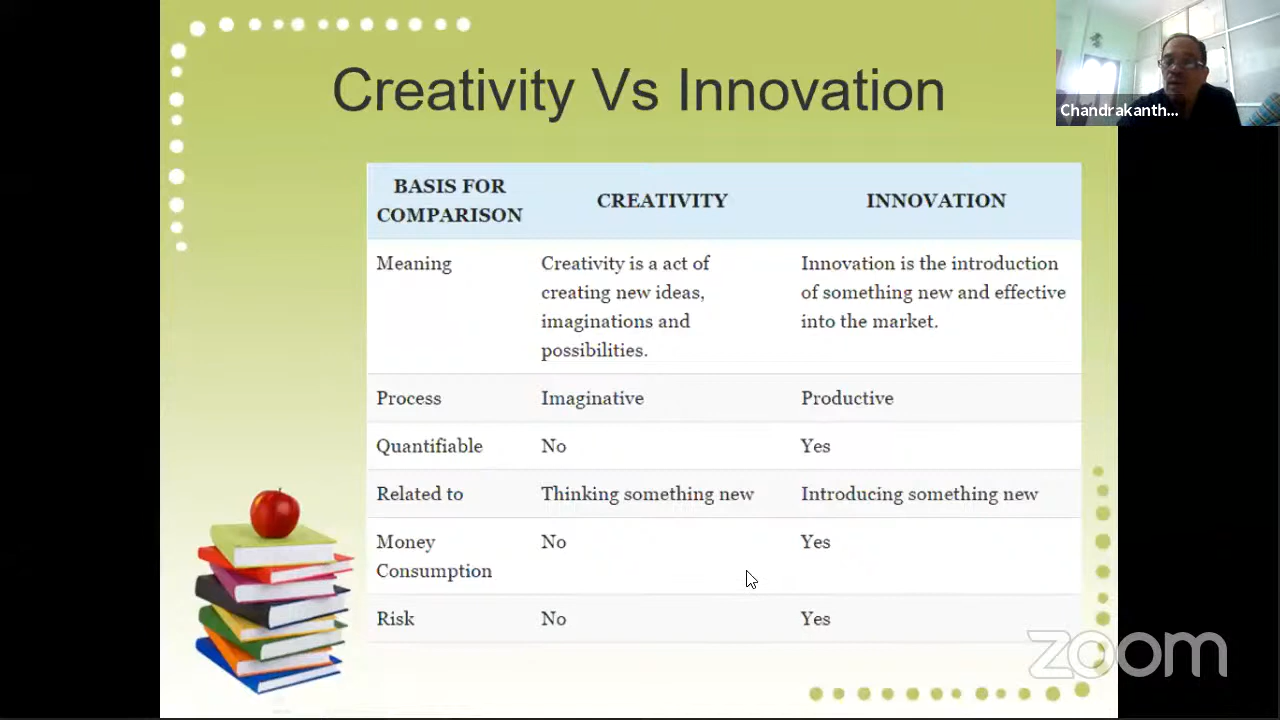 Creativity Vs Innovation
Chandrakanth...
BASIS FOR
COMPARISON
CREATIVITY
INNOVATION
Meaning
Creativity is a act of
creating new ideas,
imaginations and
possibilities.
Innovation is the introduction
of something new and effective
into the market.
Process
Imaginative
Productive
Quantifiable
No
Yes
Related to
Thinking something new
Introducing something new
Money
Consumption
No
Yes
Risk
No
Yes
zoom